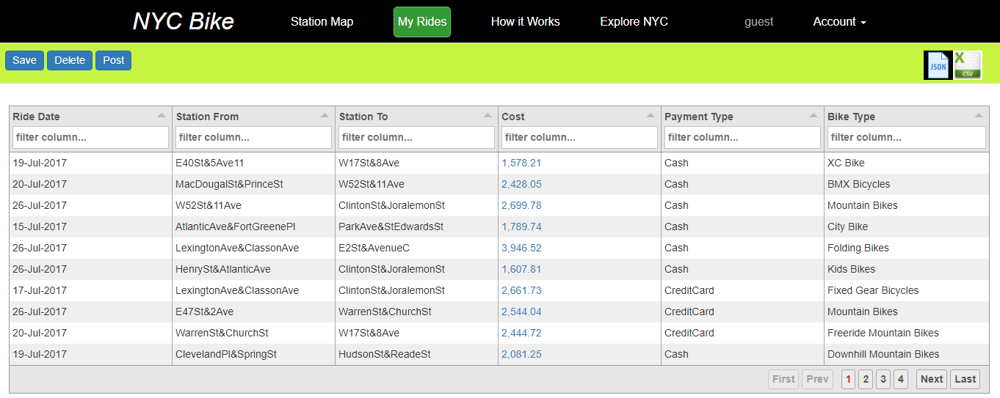 NYC Bike Station Map My Rides How it Works Explore NYC guest Account
Save Delete Post JSON X CSV
Ride Date Station From Station To Cost Payment Type Bike Type
filter column... filter column... filter column... filter column... filter column... filter column...
19-Jul-2017 E40St&5Ave11 W17St&8Ave 1,578.21 Cash XC Bike
20-Jul-2017 MacDougalSt&PrinceSt W52St&11Ave 2,428.05 Cash BMX Bicycles
26-Jul-2017 W52St&11Ave ClintonSt&JoralemonSt 2,699.78 Cash Mountain Bikes
15-Jul-2017 AtlanticAve&FortGreenePl ParkAve&StEdwardsSt 1,789.74 Cash City Bike
26-Jul-2017 LexingtonAve&ClassonAve E2St&AvenueC 3,946.52 Cash Folding Bikes
26-Jul-2017 HenrySt&AtlanticAve ClintonSt&JoralemonSt 1,607.81 Cash Kids Bikes
17-Jul-2017 LexingtonAve&ClassonAve ClintonSt&JoralemonSt 2,661.73 CreditCard Fixed Gear Bicycles
26-Jul-2017 E47St&2Ave WarrenSt&ChurchSt 2,544.04 CreditCard Mountain Bikes
20-Jul-2017 WarrenSt&ChurchSt W17St&8Ave 2,444.72 CreditCard Freeride Mountain Bikes
19-Jul-2017 ClevelandPl&SpringSt HudsonSt&ReadeSt 2,081.25 Cash Downhill Mountain Bikes
First Prev 1 2 3 4 Next Last